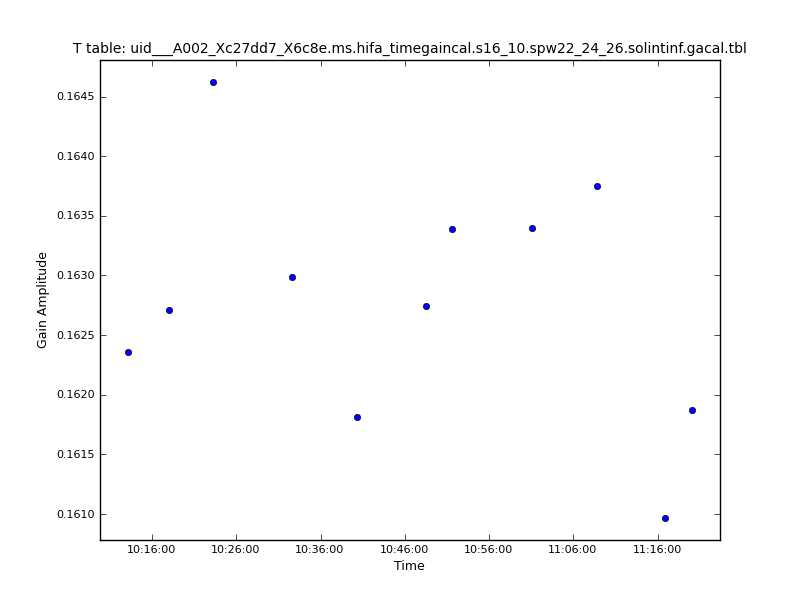 T table: uid___A002_Xc27dd7_X6c8e.ms.hifa_timegaincal.s16_10.spw22_24_26.solintinf.gacal.tbl
0.1645
0.1640
0.1635
0.1630
0.1625
0.1620
0.1615
0.1610
Gain Amplitude
10:16:00 10:26:00 10:36:00 10:46:00 10:56:00 11:06:00 11:16:00
Time